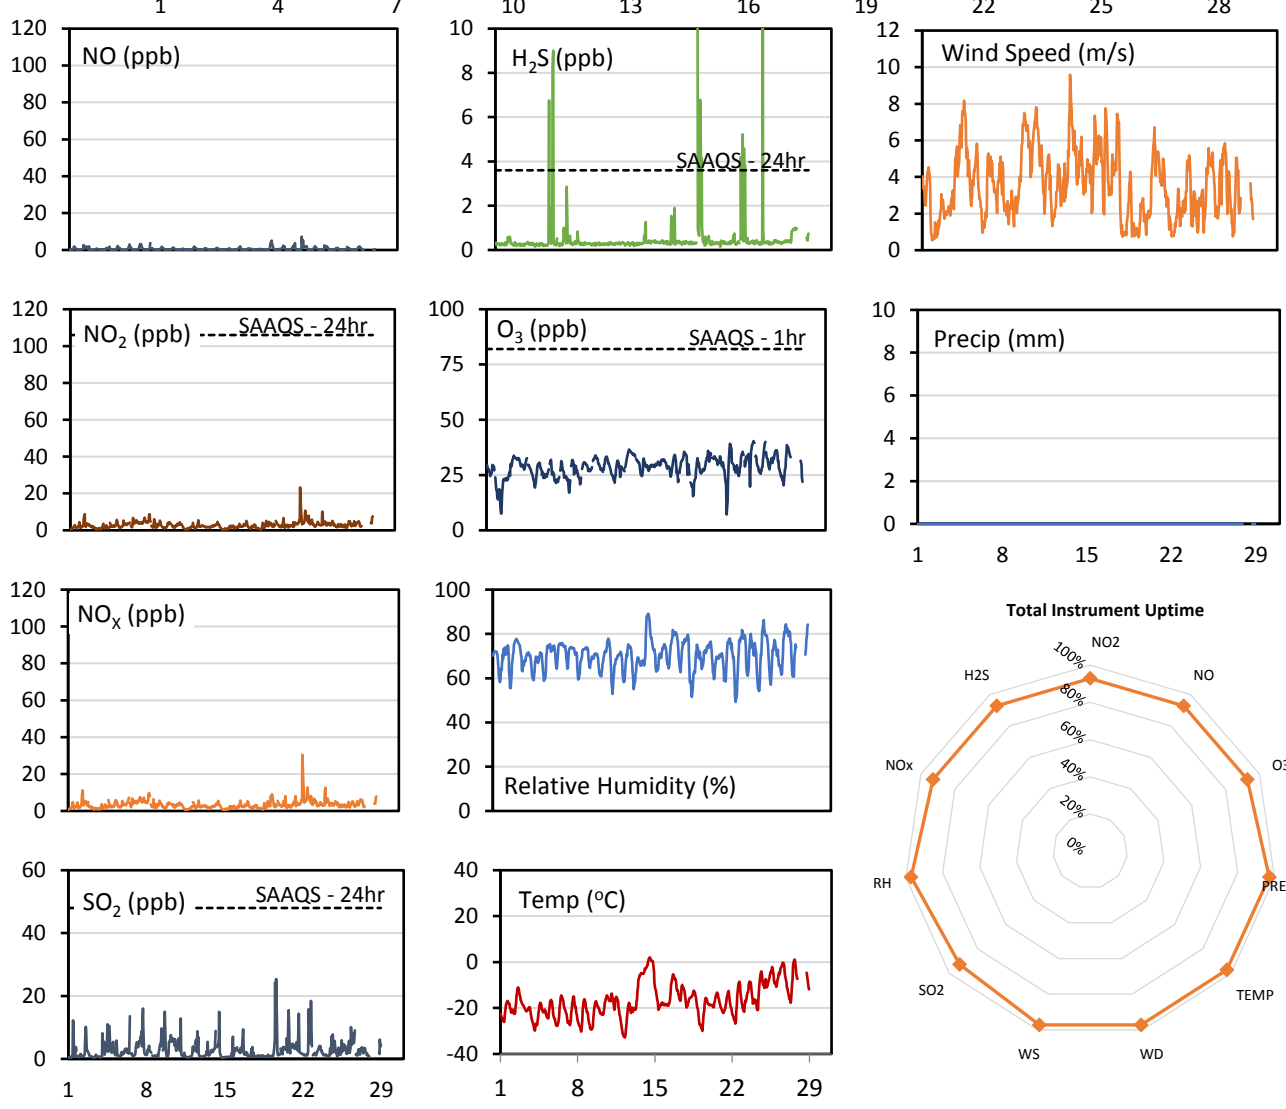 1 4 7 10 13 16 19 22 25 28
NO (ppb)
120
100
80
60
40
20
0
H₂S (ppb)
10
8
6
4
2
0
SAAQS - 24hr
Wind Speed (m/s)
12
10
8
6
4
2
0
NO₂ (ppb)
SAAQS - 24hr
120
100
80
60
40
20
0
O₃ (ppb)
SAAQS - 1hr
100
75
50
25
0
Precip (mm)
10
8
6
4
2
0
1 8 15 22 29
NOₓ (ppb)
120
100
80
60
40
20
0
100
80
60
40
20
0
Relative Humidity (%)
Total Instrument Uptime
NO2
NO
O3
PRE
TEMP
WD
WS
SO2
RH
NOx
H2S
100%
80%
60%
40%
20%
0%
SO₂ (ppb)
SAAQS - 24hr
60
40
20
0
1 8 15 22 29
Temp (°C)
40
20
0
-20
-40
1 8 15 22 29